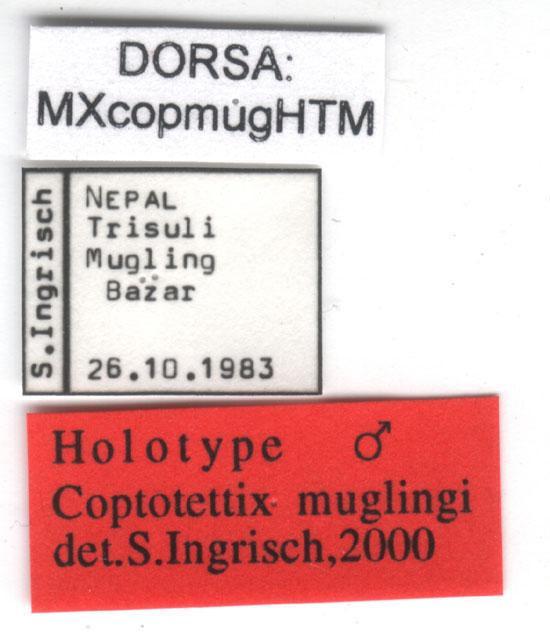 DORSA:
MXcopmugHTM
S.Ingrisch
NEPAL
Trisuli
Mugling
Bazar
26.10.1983
Holotype ♂
Coptotettix muglingi
det.S.Ingrisch,2000